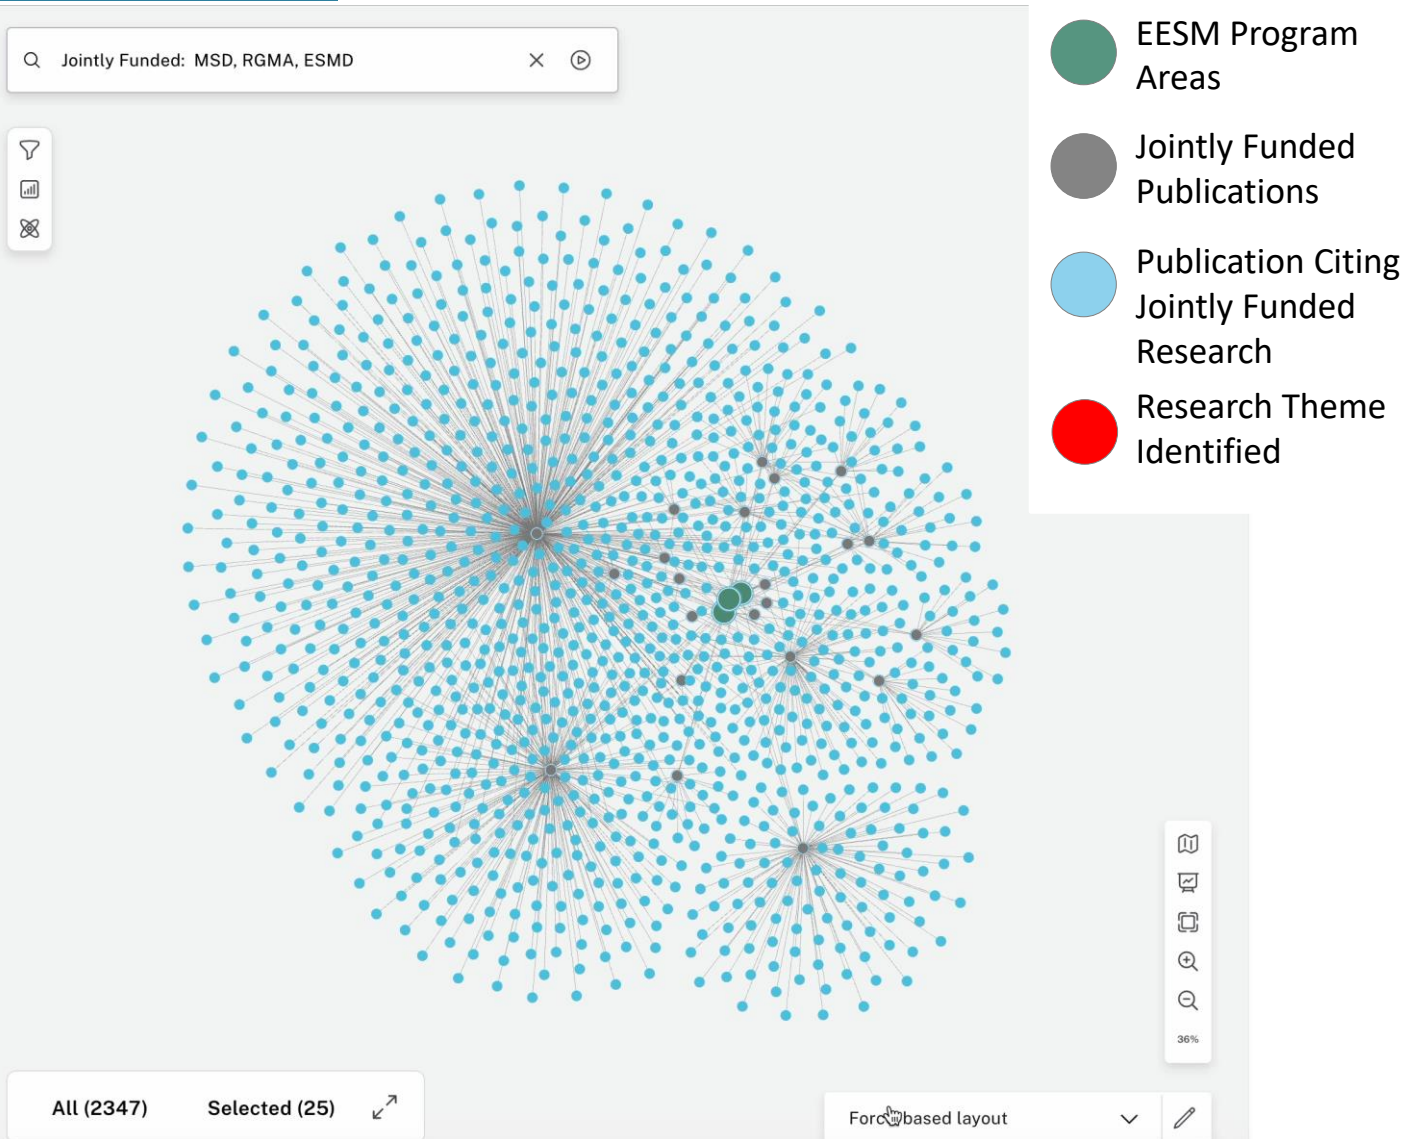 Jointly Funded: MSD, RGMA, ESMD
EESM Program
Areas
Jointly Funded
Publications
Publication Citing
Jointly Funded
Research
Research Theme
Identified
36%
All (2347)
Selected (25)
based layout